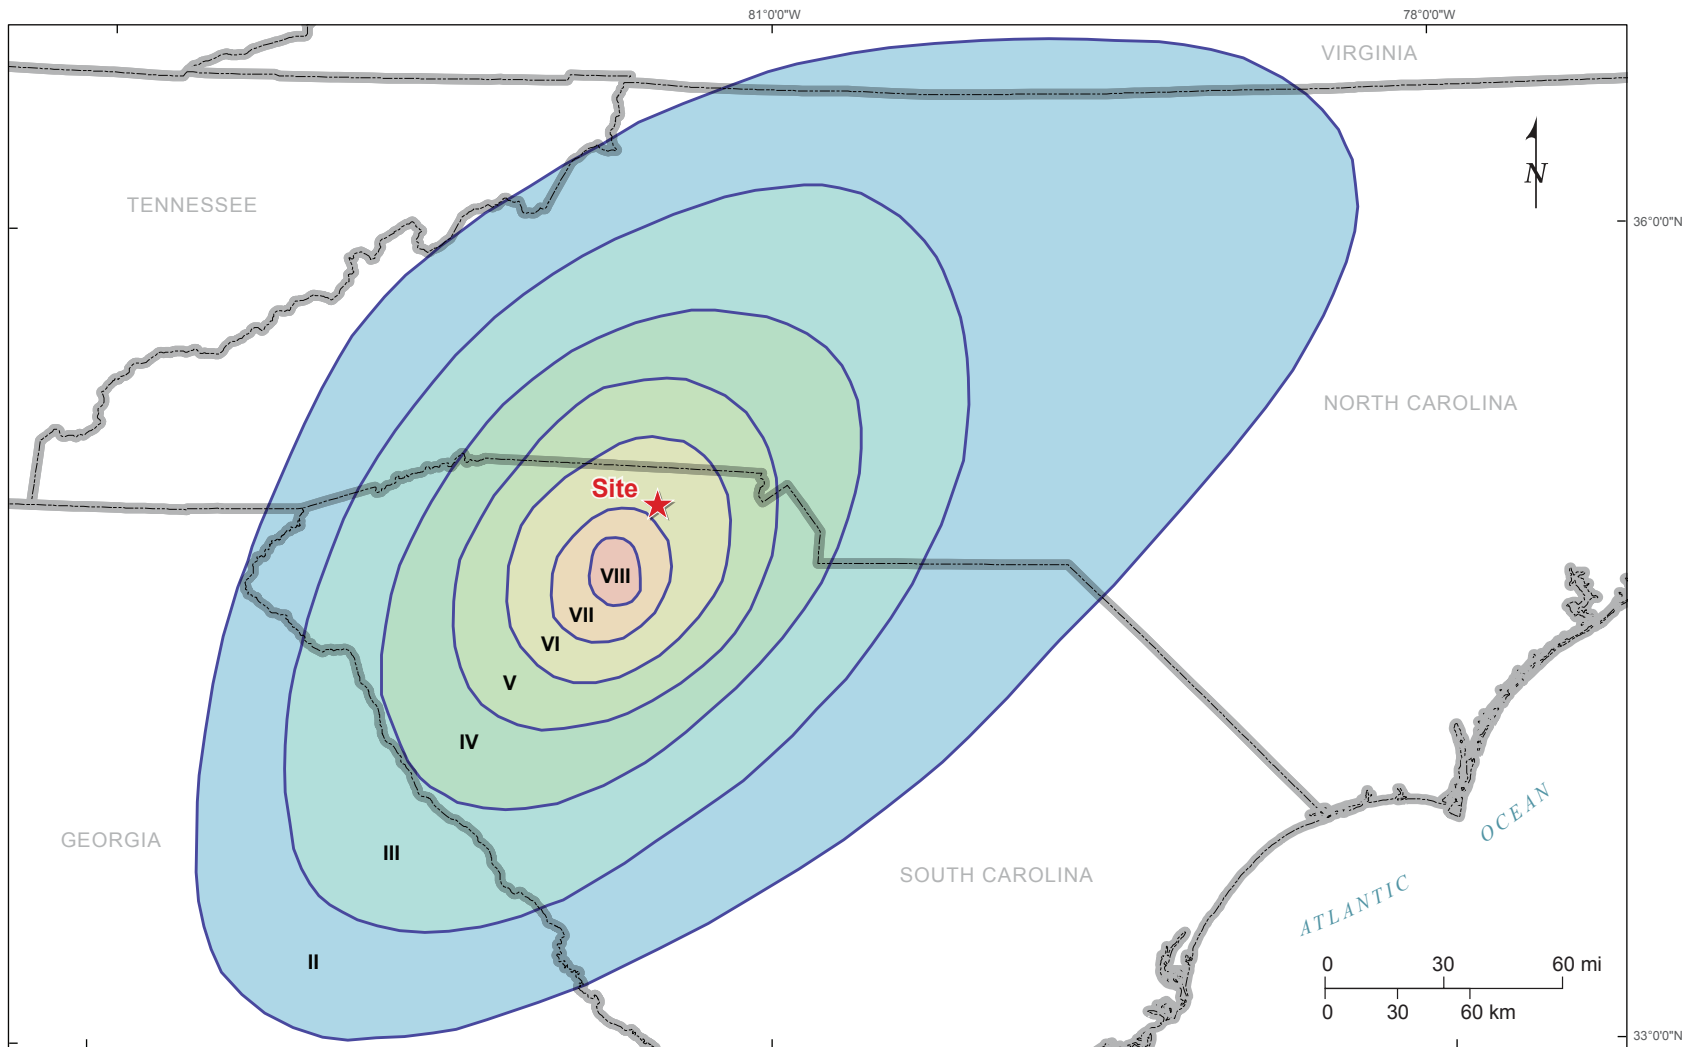 81°0'0"W
78°0'0"W
VIRGINIA
N
TENNESSEE
36°0'0"N
NORTH CAROLINA
Site
VIII
VII
VI
V
IV
OCEAN
GEORGIA
III
SOUTH CAROLINA
ATLANTIC
II
0 30 60 mi
0 30 60 km
33°0'0"N